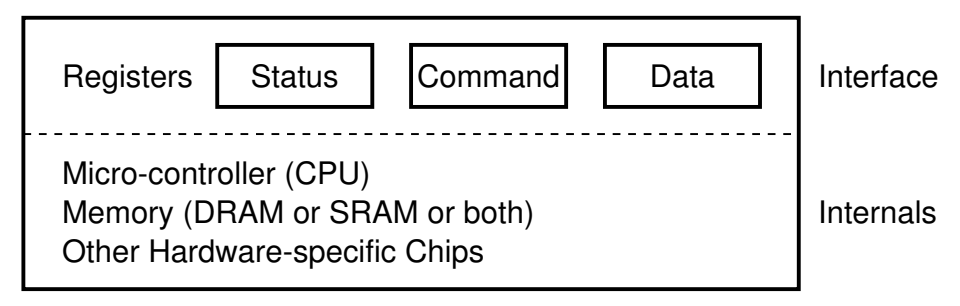 Registers Status Command Data Interface
Micro-controller (CPU)
Memory (DRAM or SRAM or both) Internals
Other Hardware-specific Chips